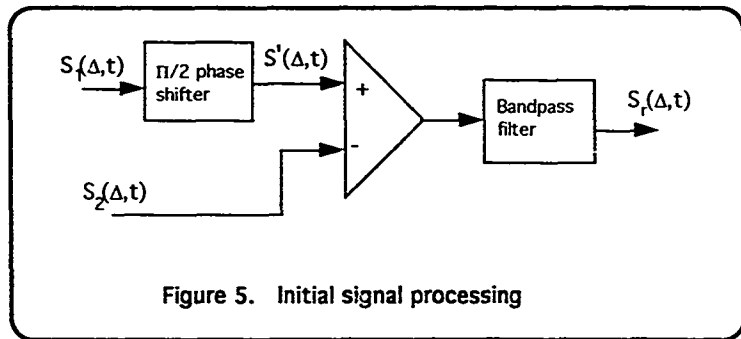 S₁(Δ,t)
Π/2 phase
shifter
S'(Δ,t)
+
-
Bandpass
filter
Sᵣ(Δ,t)
S₂(Δ,t)
Figure 5. Initial signal processing